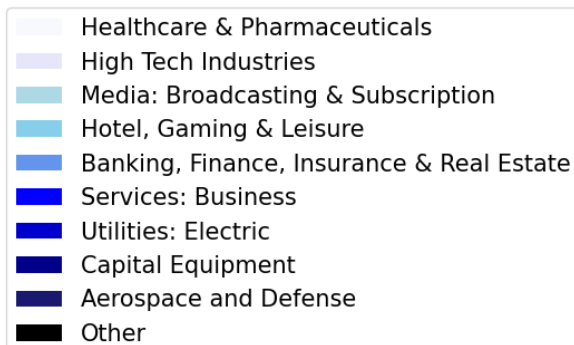 Healthcare & Pharmaceuticals
High Tech Industries
Media: Broadcasting & Subscription
Hotel, Gaming & Leisure
Banking, Finance, Insurance & Real Estate
Services: Business
Utilities: Electric
Capital Equipment
Aerospace and Defense
Other